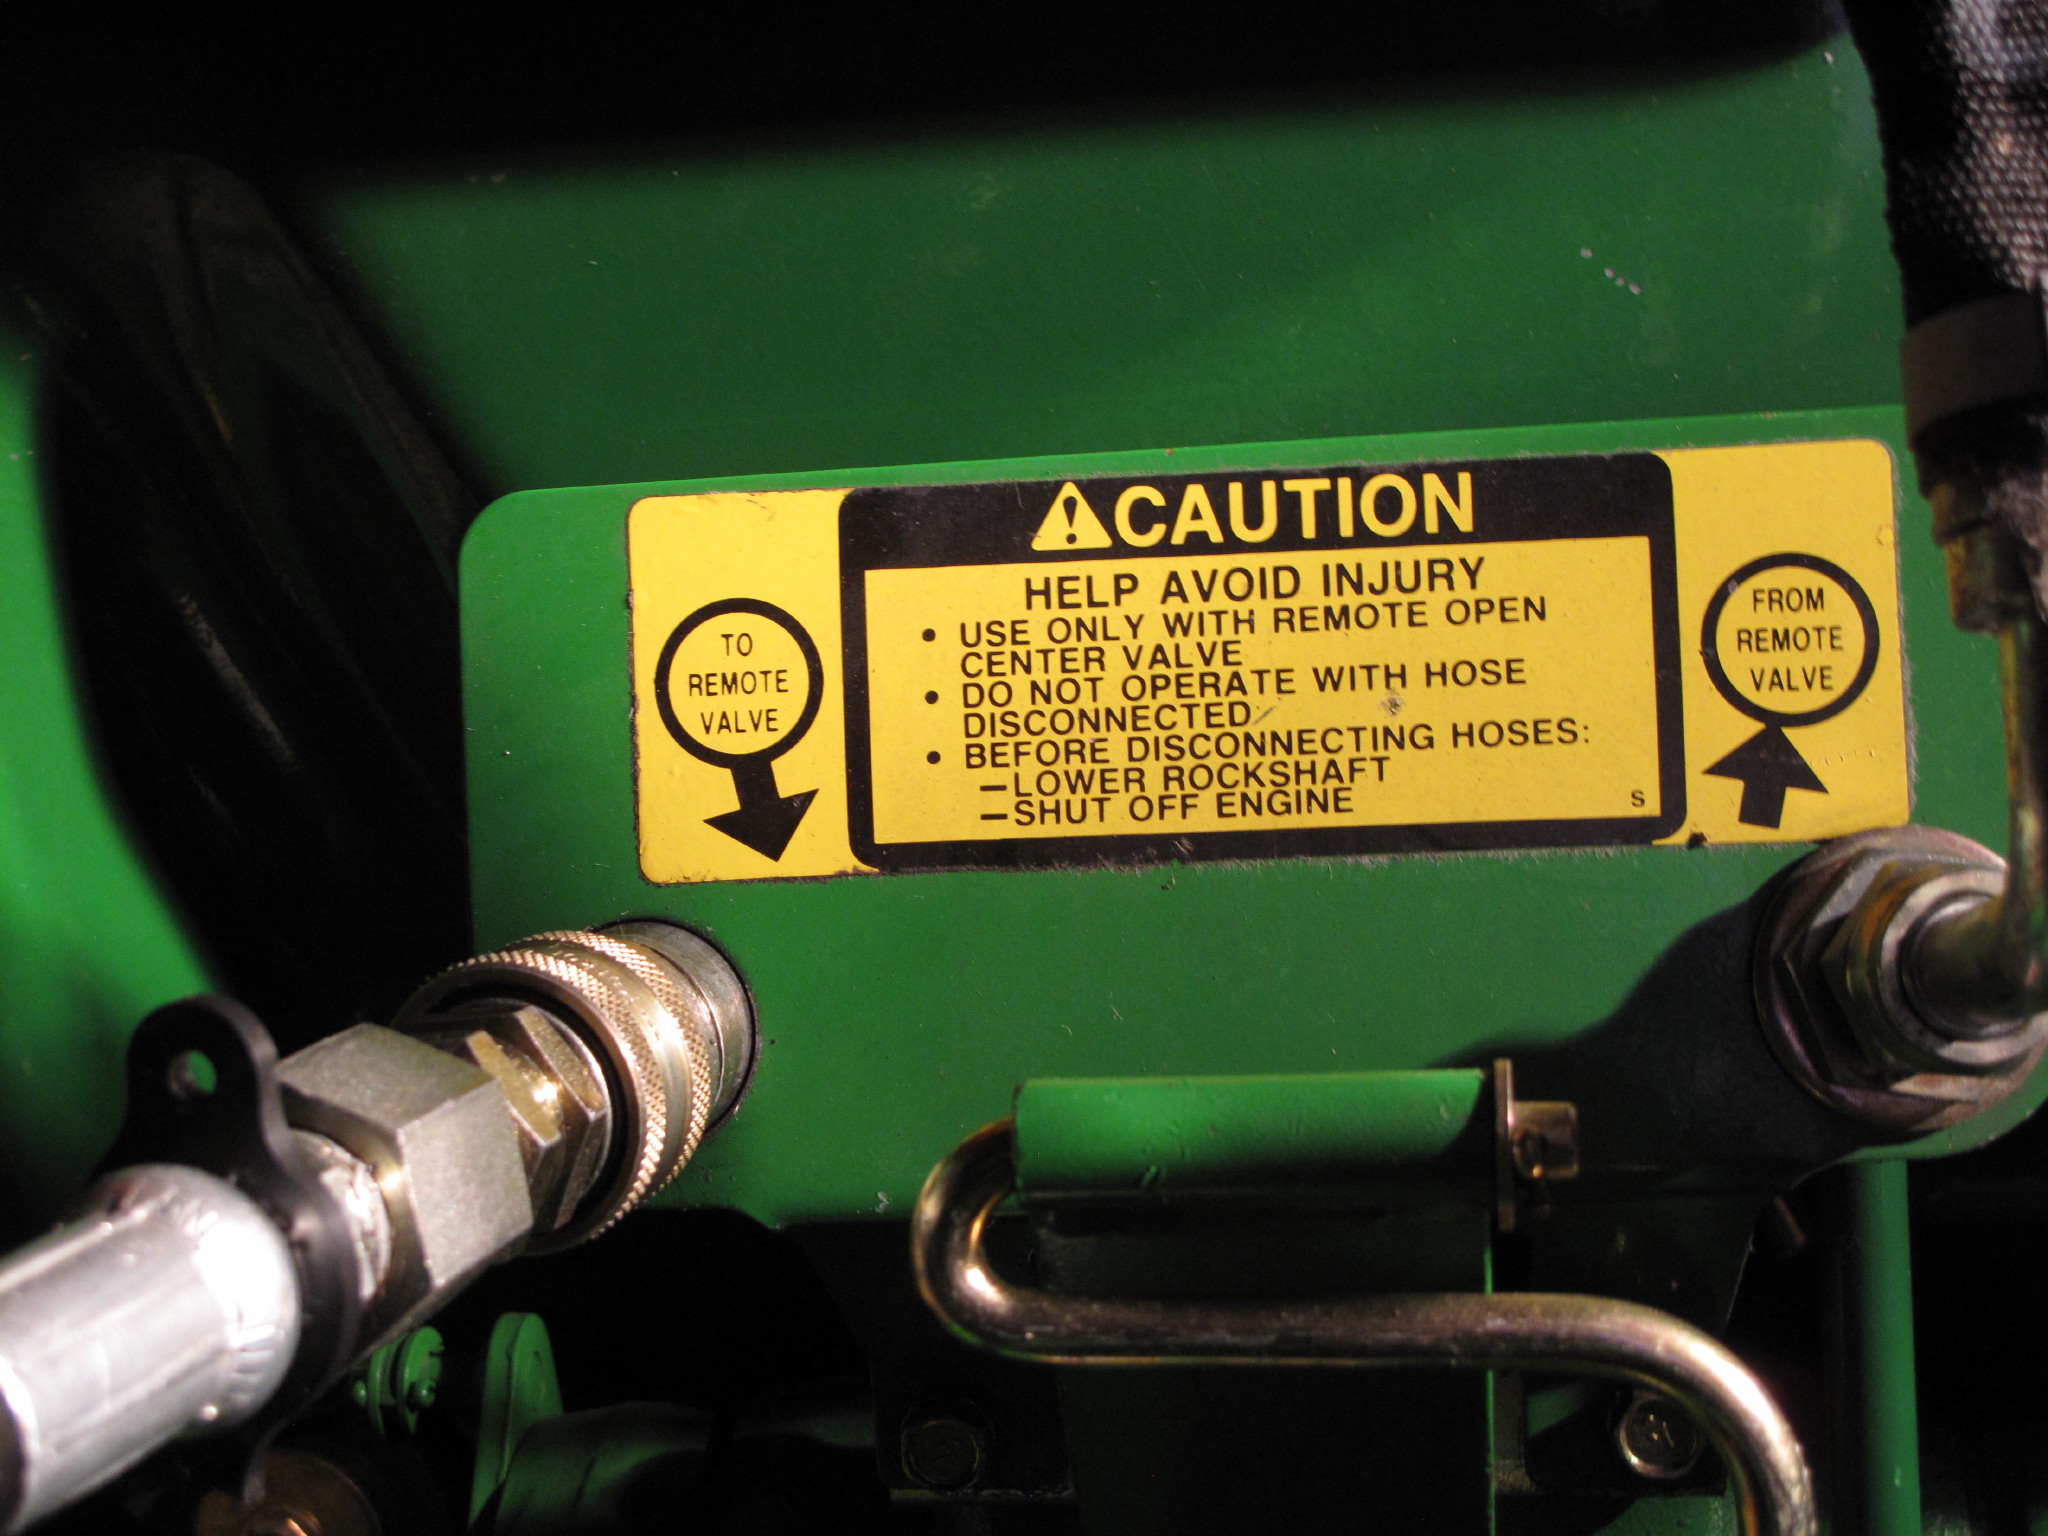 CAUTION
HELP AVOID INJURY
• USE ONLY WITH REMOTE OPEN
CENTER VALVE
• DO NOT OPERATE WITH HOSE
DISCONNECTED
• BEFORE DISCONNECTING HOSES:
–LOWER ROCKSHAFT
–SHUT OFF ENGINE
S
TO
REMOTE
VALVE
FROM
REMOTE
VALVE